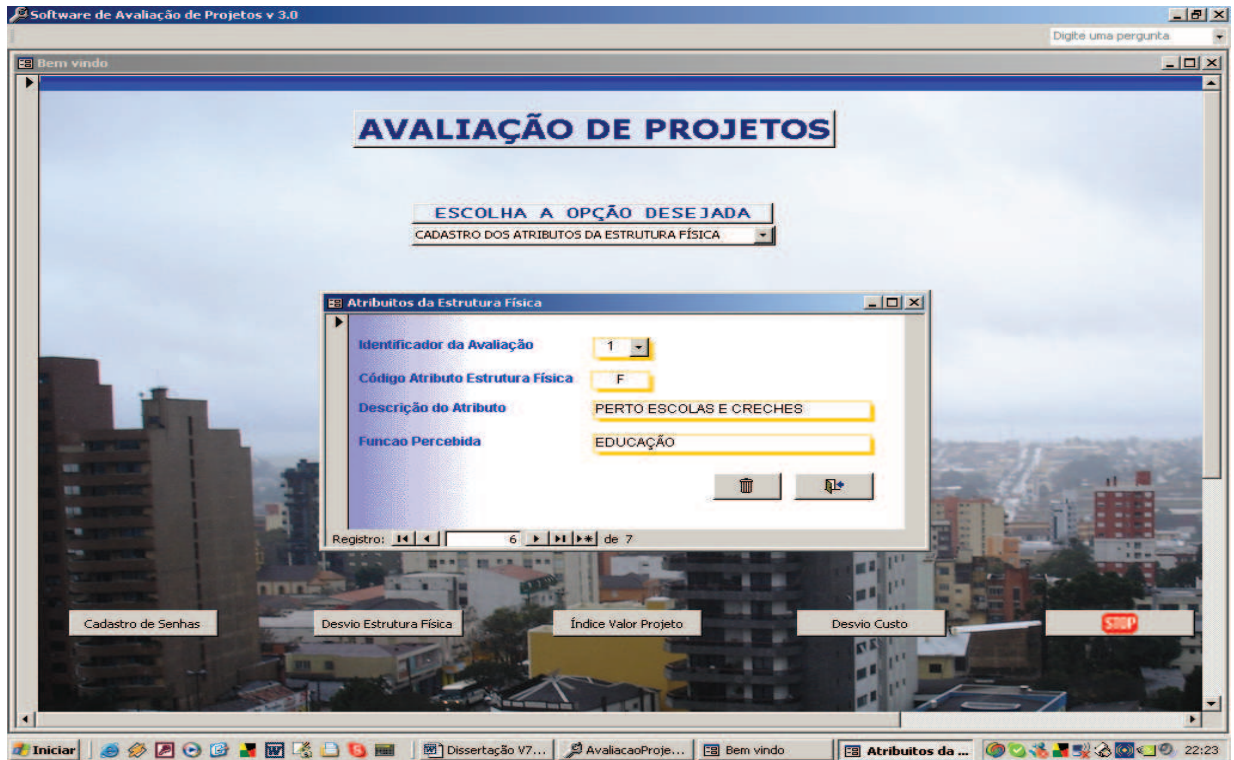 Software de Avaliação de Projetos v 3.0
Digite uma pergunta
Bem vindo
AVALIAÇÃO DE PROJETOS
ESCOLHA A OPÇÃO DESEJADA
CADASTRO DOS ATRIBUTOS DA ESTRUTURA FÍSICA
Atribuitos da Estrutura Física
Identificador da Avaliação 1
Código Atributo Estrutura Física F
Descrição do Atributo PERTO ESCOLAS E CRECHES
Funcao Percebida EDUCAÇÃO
Registro: 6 de 7
Cadastro de Senhas Desvio Estrutura Física Índice Valor Projeto Desvio Custo STOP
Iniciar Dissertação V7... AvaliacaoProje... Bem vindo Atribuitos da ... 22:23